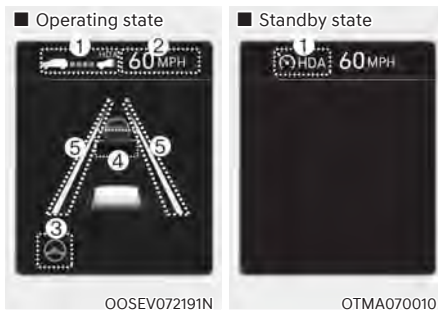 ■ Operating state
① HDA ② 60 MPH
⑤ ④ ⑤
③
OOSEV072191N
■ Standby state
① HDA 60 MPH
OTMA070010